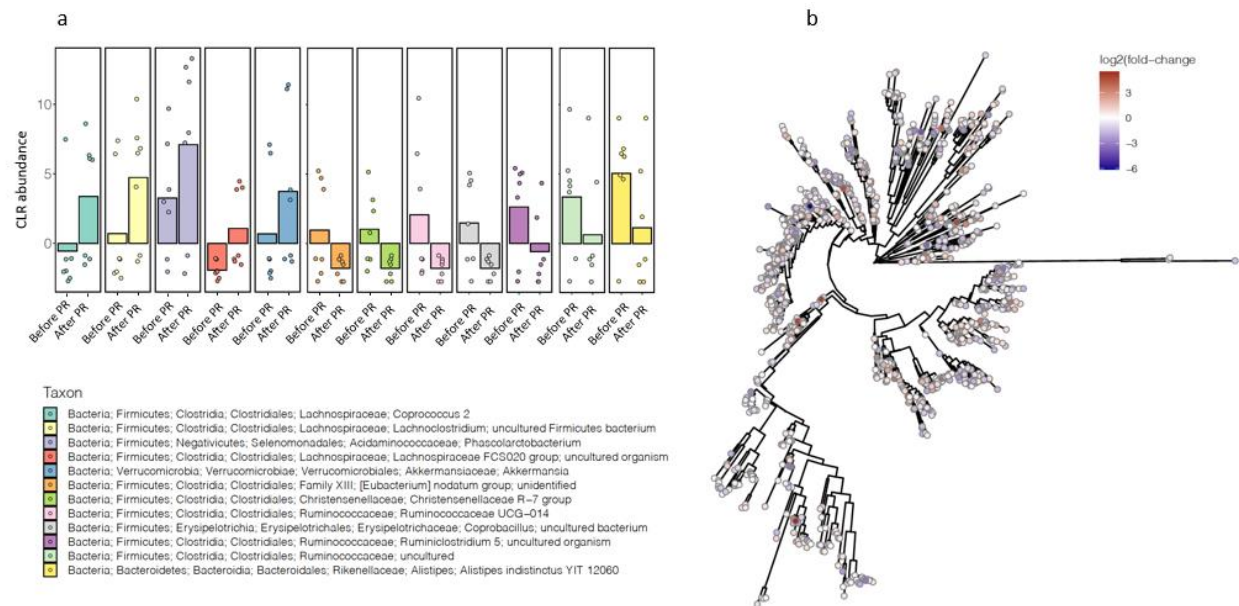 a
CLR abundance
10
5
0
Before PR
After PR
Before PR
After PR
Before PR
After PR
Before PR
After PR
Before PR
After PR
Before PR
After PR
Before PR
After PR
Before PR
After PR
Before PR
After PR
Before PR
After PR
Before PR
After PR
Before PR
After PR
Taxon
Bacteria; Firmicutes; Clostridia; Clostridiales; Lachnospiraceae; Coprococcus 2
Bacteria; Firmicutes; Clostridia; Clostridiales; Lachnospiraceae; Lachnoclostridium; uncultured Firmicutes bacterium
Bacteria; Firmicutes; Negativicutes; Selenomonadales; Acidaminococcaceae; Phascolarctobacterium
Bacteria; Firmicutes; Clostridia; Clostridiales; Lachnospiraceae; Lachnospiraceae FCS020 group; uncultured organism
Bacteria; Verrucomicrobia; Verrucomicrobiae; Verrucomicrobiales; Akkermansiaceae; Akkermansia
Bacteria; Firmicutes; Clostridia; Clostridiales; Family XIII; [Eubacterium] nodatum group; unidentified
Bacteria; Firmicutes; Clostridia; Clostridiales; Christensenellaceae; Christensenellaceae R-7 group
Bacteria; Firmicutes; Clostridia; Clostridiales; Ruminococcaceae; Ruminococcaceae UCG-014
Bacteria; Firmicutes; Erysipelotrichia; Erysipelotrichales; Erysipelotrichaceae; Coprobacillus; uncultured bacterium
Bacteria; Firmicutes; Clostridia; Clostridiales; Ruminococcaceae; Ruminiclostridium 5; uncultured organism
Bacteria; Firmicutes; Clostridia; Clostridiales; Ruminococcaceae; uncultured
Bacteria; Bacteroidetes; Bacteroidia; Bacteroidales; Rikenellaceae; Alistipes; Alistipes indistinctus YIT 12060
b
log2(fold-change
3
0
-3
-6